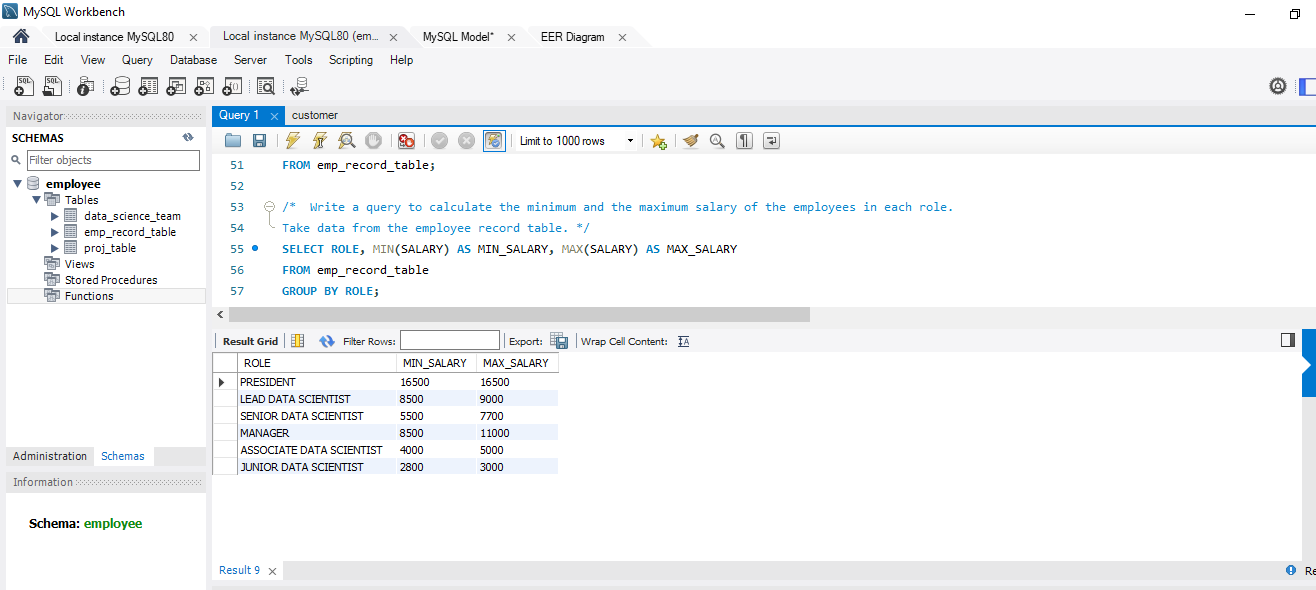 MySQL Workbench
Local instance MySQL80 Local instance MySQL80 (em... MySQL Model* EER Diagram
File Edit View Query Database Server Tools Scripting Help
SQL SQL
Navigator
Query 1 customer
SCHEMAS
Limit to 1000 rows
Filter objects
employee
Tables
data_science_team
emp_record_table
proj_table
Views
Stored Procedures
Functions
51 FROM emp_record_table;
52
53 /* Write a query to calculate the minimum and the maximum salary of the employees in each role.
54 Take data from the employee record table. */
55 SELECT ROLE, MIN(SALARY) AS MIN_SALARY, MAX(SALARY) AS MAX_SALARY
56 FROM emp_record_table
57 GROUP BY ROLE;
Result Grid Filter Rows: Export: Wrap Cell Content:
ROLE MIN_SALARY MAX_SALARY
PRESIDENT 16500 16500
LEAD DATA SCIENTIST 8500 9000
SENIOR DATA SCIENTIST 5500 7700
MANAGER 8500 11000
ASSOCIATE DATA SCIENTIST 4000 5000
JUNIOR DATA SCIENTIST 2800 3000
Administration Schemas
Information
Schema: employee
Result 9
Re